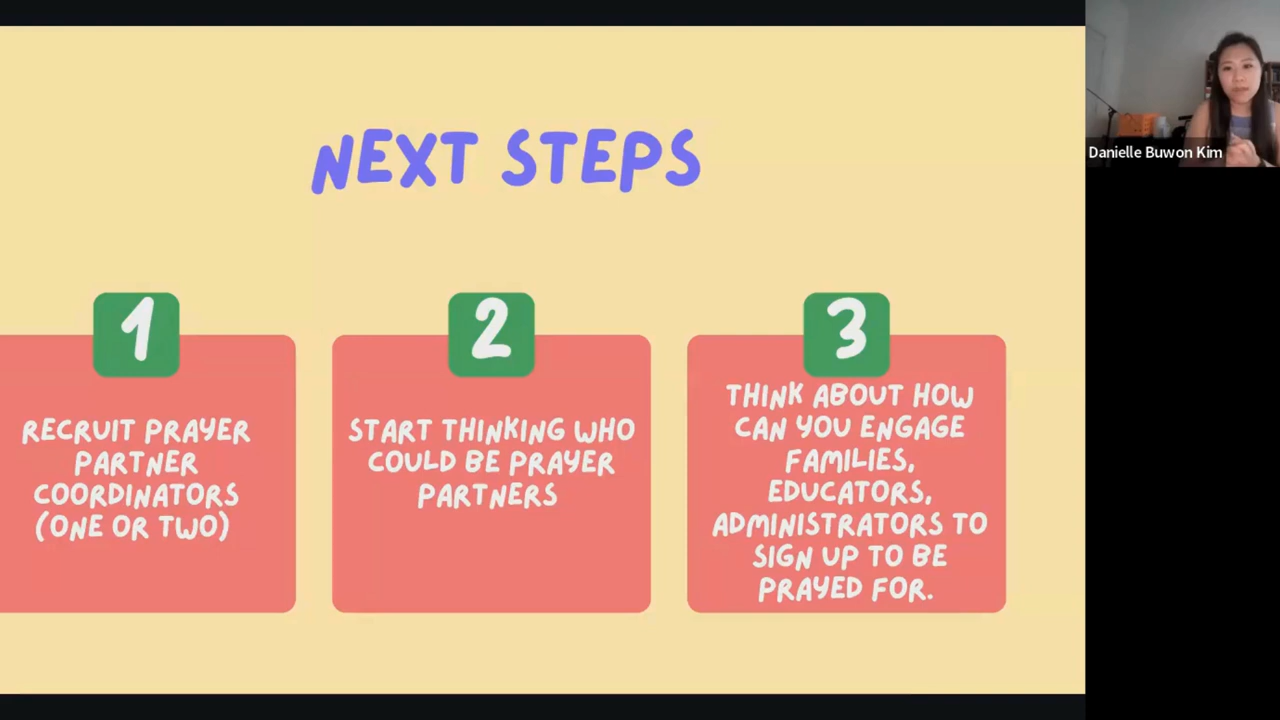 NEXT STEPS
1
RECRUIT PRAYER
PARTNER
COORDINATORS
(ONE OR TWO)
2
START THINKING WHO
COULD BE PRAYER
PARTNERS
3
THINK ABOUT HOW
CAN YOU ENGAGE
FAMILIES,
EDUCATORS,
ADMINISTRATORS TO
SIGN UP TO BE
PRAYED FOR.
Danielle Buwon Kim